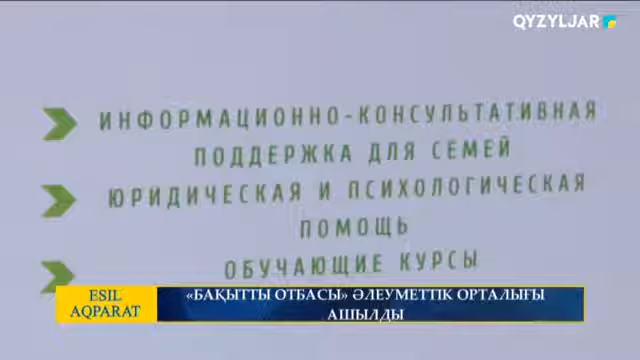 QYZYLJAR
ИНФОРМАЦИОННО-КОНСУЛЬТАТИВНАЯ
ПОДДЕРЖКА ДЛЯ СЕМЕЙ
ЮРИДИЧЕСКАЯ И ПСИХОЛОГИЧЕСКАЯ
ПОМОЩЬ
ОБУЧАЮЩИЕ КУРСЫ
ESIL
AQPARAT
«БАҚЫТТЫ ОТБАСЫ» ӘЛЕУМЕТТІК ОРТАЛЫҒЫ
АШЫЛДЫ